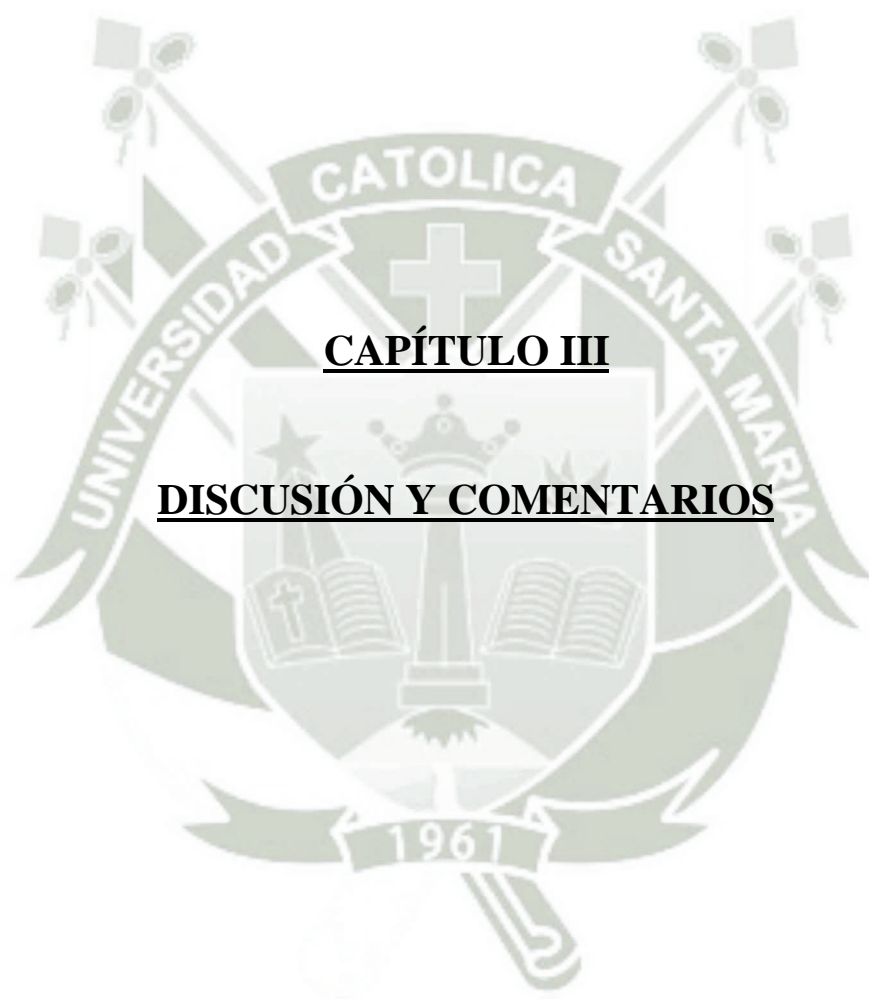 CATOLICA
UNIVERSIDAD
SANTA MARIA
CAPÍTULO III
DISCUSIÓN Y COMENTARIOS
1961